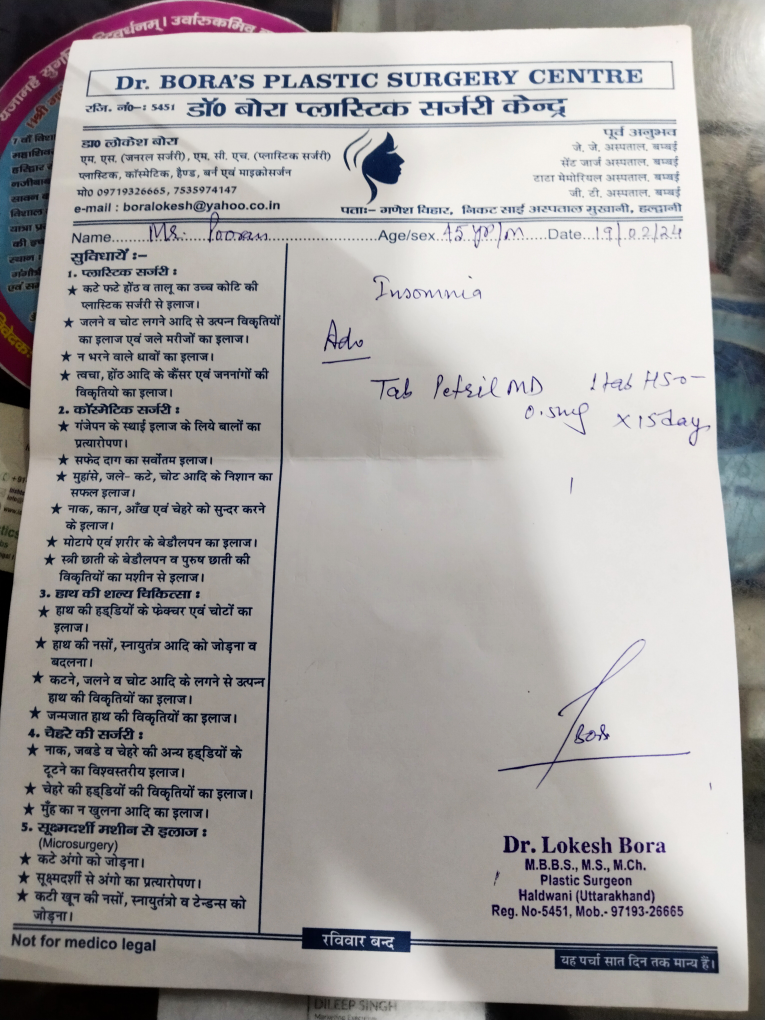 Dr. BORA'S PLASTIC SURGERY CENTRE
रजि. नं०-: 5451 डॉ० बोरा प्लास्टिक सर्जरी केन्द्र
डा० लोकेश बोरा
एम. एस. (जनरल सर्जरी), एम. सी. एच. (प्लास्टिक सर्जरी)
प्लास्टिक, कॉस्मेटिक, हैण्ड, बर्न एवं माइक्रोसर्जन
मो० 09719326665, 7535974147
e-mail : boralokesh@yahoo.co.in
पूर्व अनुभव
जे. जे. अस्पताल, बम्बई
सेंट जार्ज अस्पताल, बम्बई
टाटा मेमोरियल अस्पताल, बम्बई
जी. टी. अस्पताल, बम्बई
पताः- गणेश विहार, निकट साई अस्पताल मुखानी, हल्द्वानी
Name Mr. Pooran Age/sex 45 yr/m Date 19/02/24
सुविधायें :-
1. प्लास्टिक सर्जरी :
★ कटे फटे होंठ व तालू का उच्च कोटि की
प्लास्टिक सर्जरी से इलाज।
★ जलने व चोट लगने आदि से उत्पन विकृतियों
का इलाज एवं जले मरीजों का इलाज।
★ न भरने वाले धावों का इलाज।
★ त्वचा, होंठ आदि के कैंसर एवं जननांगों की
विकृतियो का इलाज।
2. कॉस्मेटिक सर्जरी :
★ गंजेपन के स्थाई इलाज के लिये बालों का
प्रत्यारोपण।
★ सफेद दाग का सर्वोतम इलाज।
★ मुहांसे, जले- कटे, चोट आदि के निशान का
सफल इलाज।
★ नाक, कान, आँख एवं चेहरे को सुन्दर करने
के इलाज।
★ मोटापे एवं शरीर के बेडौलपन का इलाज।
★ स्त्री छाती के बेडौलपन व पुरुष छाती की
विकृतियों का मशीन से इलाज।
3. हाथ की शल्य चिकित्सा :
★ हाथ की हड्डियों के फेक्चर एवं चोटों का
इलाज।
★ हाथ की नसों, स्नायुतंत्र आदि को जोड़ना व
बदलना।
★ कटने, जलने व चोट आदि के लगने से उत्पन्न
हाथ की विकृतियों का इलाज।
★ जन्मजात हाथ की विकृतियों का इलाज।
4. चेहरे की सर्जरी :
★ नाक, जबडे व चेहरे की अन्य हड्डियों के
टूटने का विश्वस्तरीय इलाज।
★ चेहरे की हड्डियों की विकृतियों का इलाज।
★ मुँह का न खुलना आदि का इलाज।
5. सूक्ष्मदर्शी मशीन से इलाज :
(Microsurgery)
★ कटे अंगो को जोड़ना।
★ सूक्ष्मदर्शी से अंगो का प्रत्यारोपण।
★ कटी खून की नसों, स्नायुतंत्रो व टेन्डन्स को
जोड़ना।
Insomnia
Adv
Tab Petril MD 1 tab HS
0.5mg x 15 days
Bora
Dr. Lokesh Bora
M.B.B.S., M.S., M.Ch.
Plastic Surgeon
Haldwani (Uttarakhand)
Reg. No-5451, Mob.- 97193-26665
Not for medico legal
रविवार बन्द
यह पर्चा सात दिन तक मान्य हैं।
DILEEP SINGH